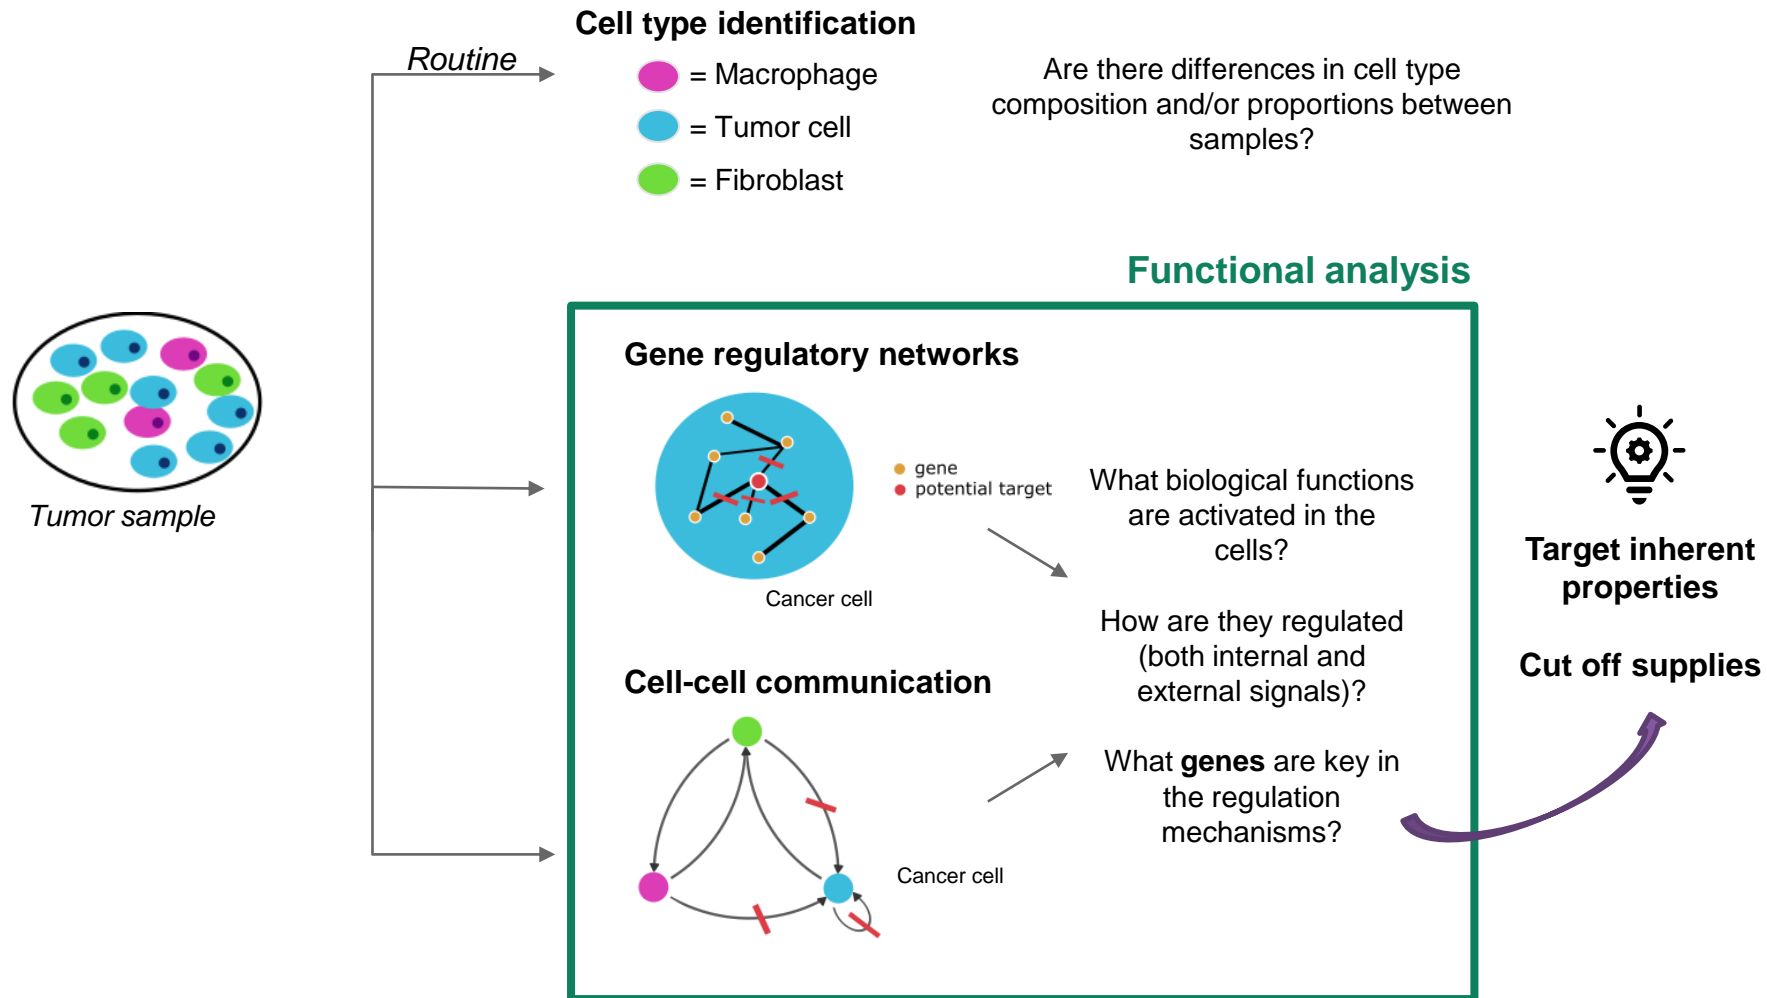 Cell type identification
Routine
= Macrophage
= Tumor cell
= Fibroblast
Are there differences in cell type
composition and/or proportions between
samples?
Functional analysis
Tumor sample
Gene regulatory networks
gene
potential target
Cancer cell
What biological functions
are activated in the
cells?
How are they regulated
(both internal and
external signals)?
What genes are key in
the regulation
mechanisms?
Cell-cell communication
Cancer cell
Target inherent
properties
Cut off supplies